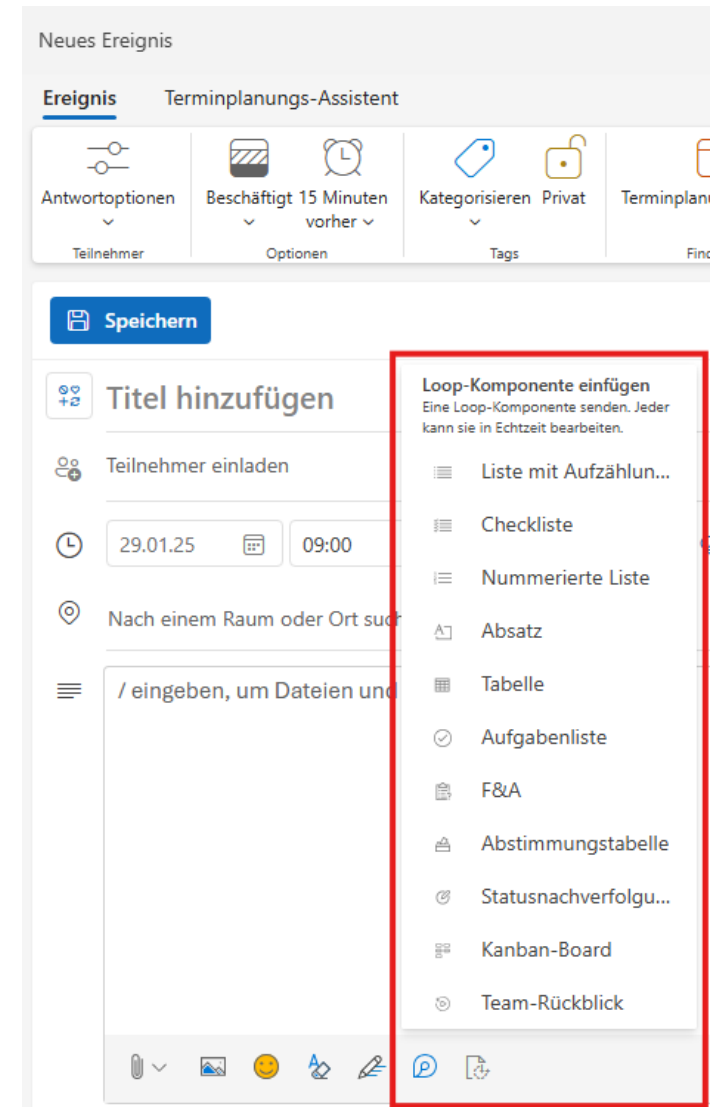 Neues Ereignis
Ereignis Terminplanungs-Assistent
Antwortoptionen Beschäftigt 15 Minuten vorher Kategorisieren Privat
Teilnehmer Optionen Tags
Speichern
Titel hinzufügen
Teilnehmer einladen
29.01.25 09:00
Nach einem Raum oder Ort
/ eingeben, um Dateien und
Loop-Komponente einfügen
Eine Loop-Komponente senden. Jeder
kann sie in Echtzeit bearbeiten.
Liste mit Aufzählun...
Checkliste
Nummerierte Liste
Absatz
Tabelle
Aufgabenliste
F&A
Abstimmungstabelle
Statusnachverfolgu...
Kanban-Board
Team-Rückblick